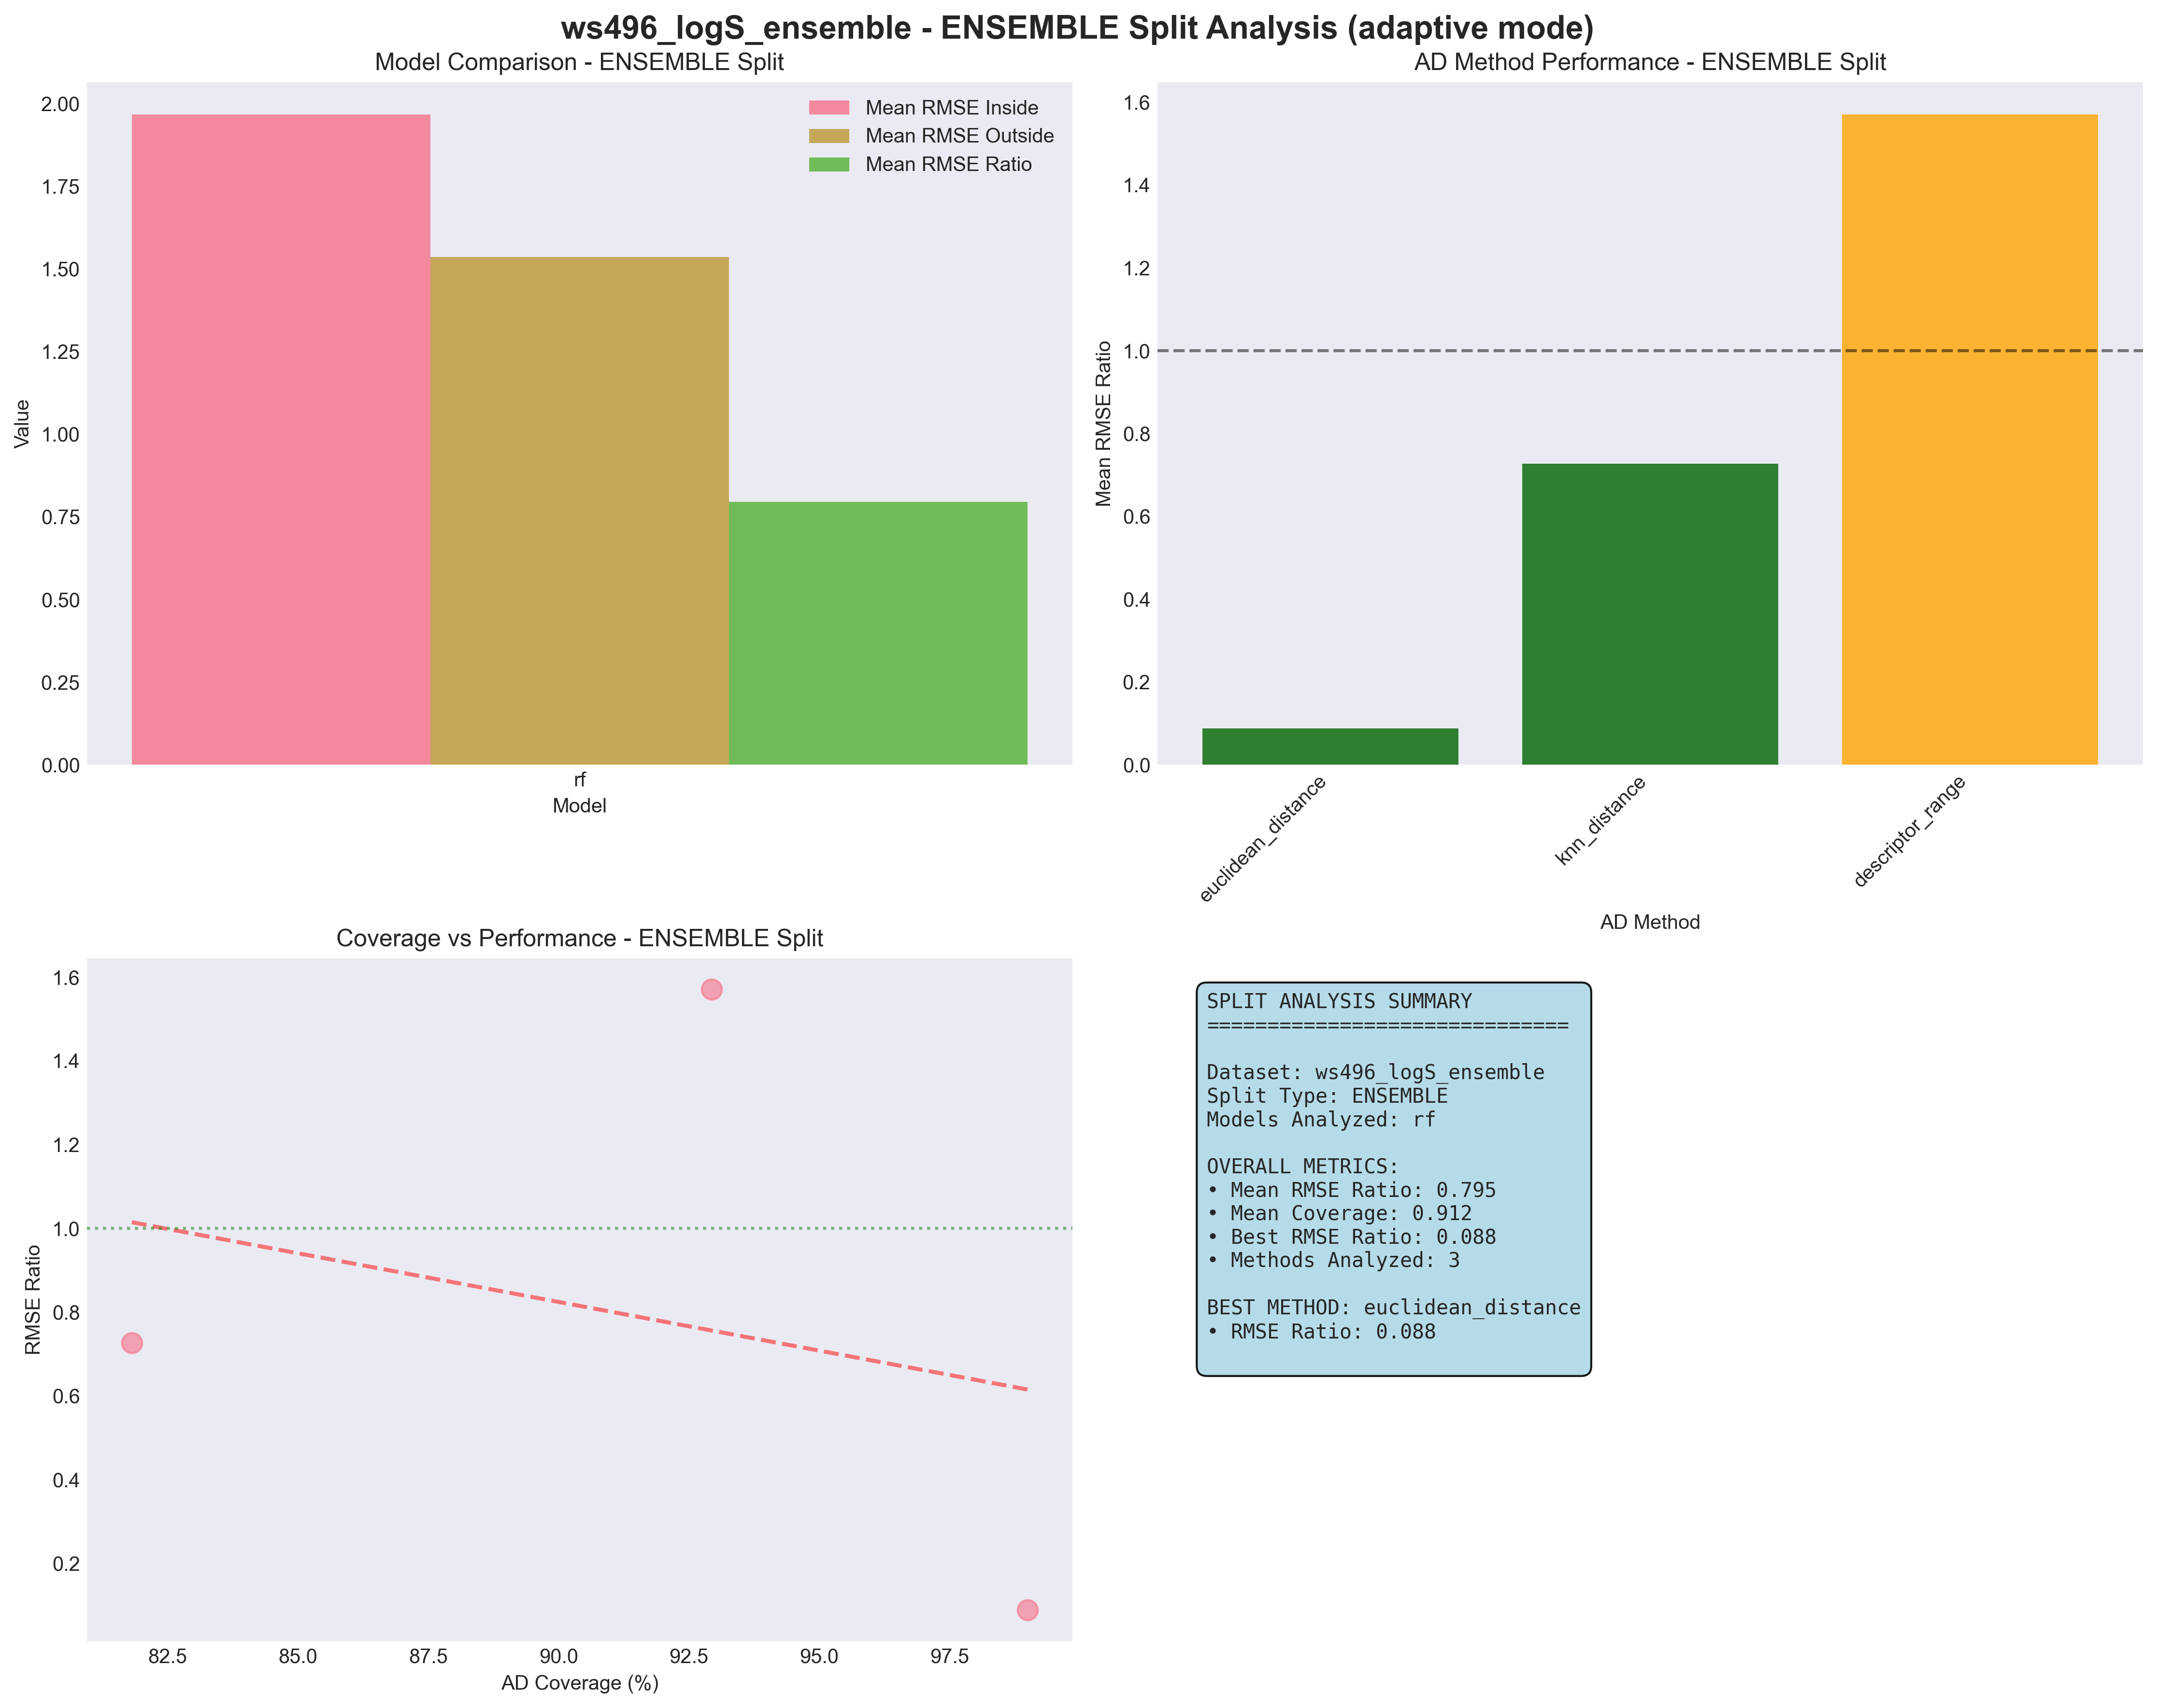 ws496_logS_ensemble - ENSEMBLE Split Analysis (adaptive mode)
Model Comparison - ENSEMBLE Split
2.00
1.75
1.50
1.25
1.00
0.75
0.50
0.25
0.00
Value
Mean RMSE Inside
Mean RMSE Outside
Mean RMSE Ratio
rf
Model
AD Method Performance - ENSEMBLE Split
1.6
1.4
1.2
1.0
0.8
0.6
0.4
0.2
0.0
Mean RMSE Ratio
euclidean_distance
knn_distance
descriptor_range
AD Method
Coverage vs Performance - ENSEMBLE Split
1.6
1.4
1.2
1.0
0.8
0.6
0.4
0.2
RMSE Ratio
82.5
85.0
87.5
90.0
92.5
95.0
97.5
AD Coverage (%)
SPLIT ANALYSIS SUMMARY
==============================
Dataset: ws496_logS_ensemble
Split Type: ENSEMBLE
Models Analyzed: rf
OVERALL METRICS:
• Mean RMSE Ratio: 0.795
• Mean Coverage: 0.912
• Best RMSE Ratio: 0.088
• Methods Analyzed: 3
BEST METHOD: euclidean_distance
• RMSE Ratio: 0.088